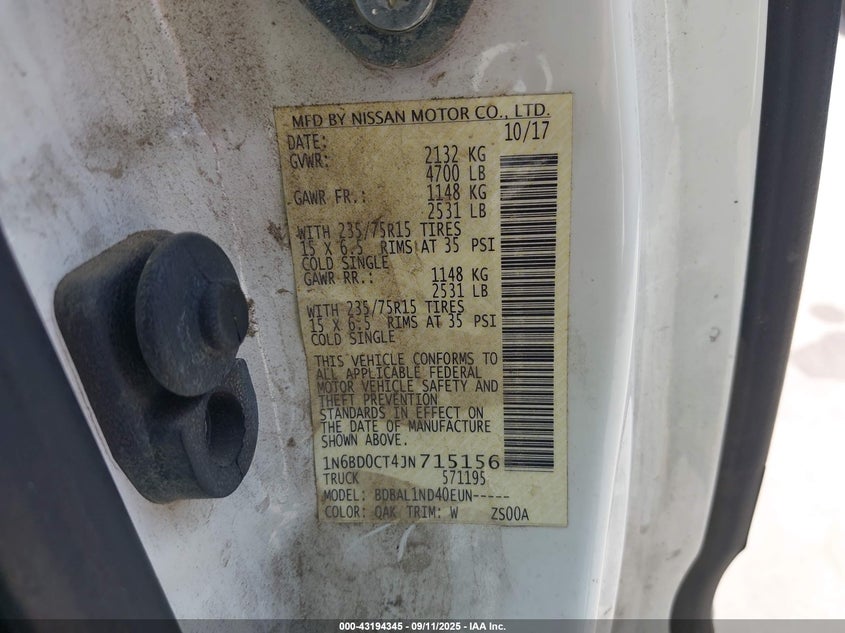 MFD BY NISSAN MOTOR CO., LTD.
DATE: 10/17
GVWR: 2132 KG
4700 LB
GAWR FR.: 1148 KG
2531 LB
WITH 235/75R15 TIRES
15 X 6.5 RIMS AT 35 PSI
COLD SINGLE
GAWR RR.: 1148 KG
2531 LB
WITH 235/75R15 TIRES
15 X 6.5 RIMS AT 35 PSI
COLD SINGLE
THIS VEHICLE CONFORMS TO
ALL APPLICABLE FEDERAL
MOTOR VEHICLE SAFETY AND
THEFT PREVENTION
STANDARDS IN EFFECT ON
THE DATE OF MANUFACTURE
SHOWN ABOVE.
1N6BD0CT4JN715156
TRUCK 571195
MODEL: BDBAL1ND40EUN-----
COLOR: QAK TRIM: W ZS00A
000-43194345 - 09/11/2025 - IAA Inc.